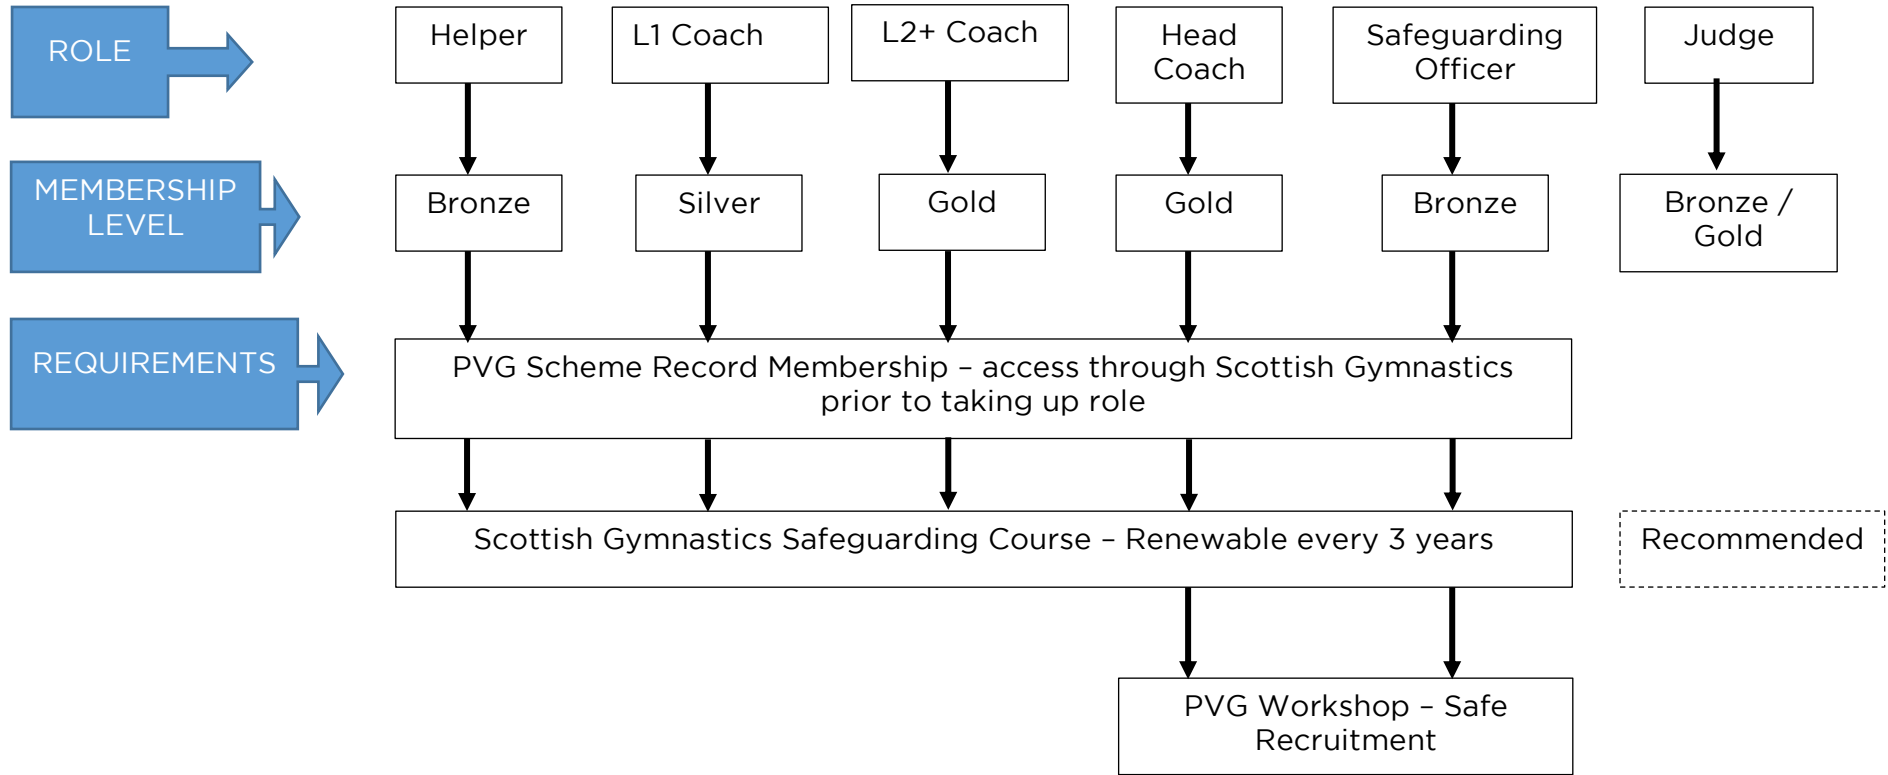 ROLE
Helper
L1 Coach
L2+ Coach
Head
Coach
Safeguarding
Officer
Judge
MEMBERSHIP
LEVEL
Bronze
Silver
Gold
Gold
Bronze
Bronze /
Gold
REQUIREMENTS
PVG Scheme Record Membership – access through Scottish Gymnastics
prior to taking up role
Scottish Gymnastics Safeguarding Course – Renewable every 3 years
Recommended
PVG Workshop – Safe
Recruitment